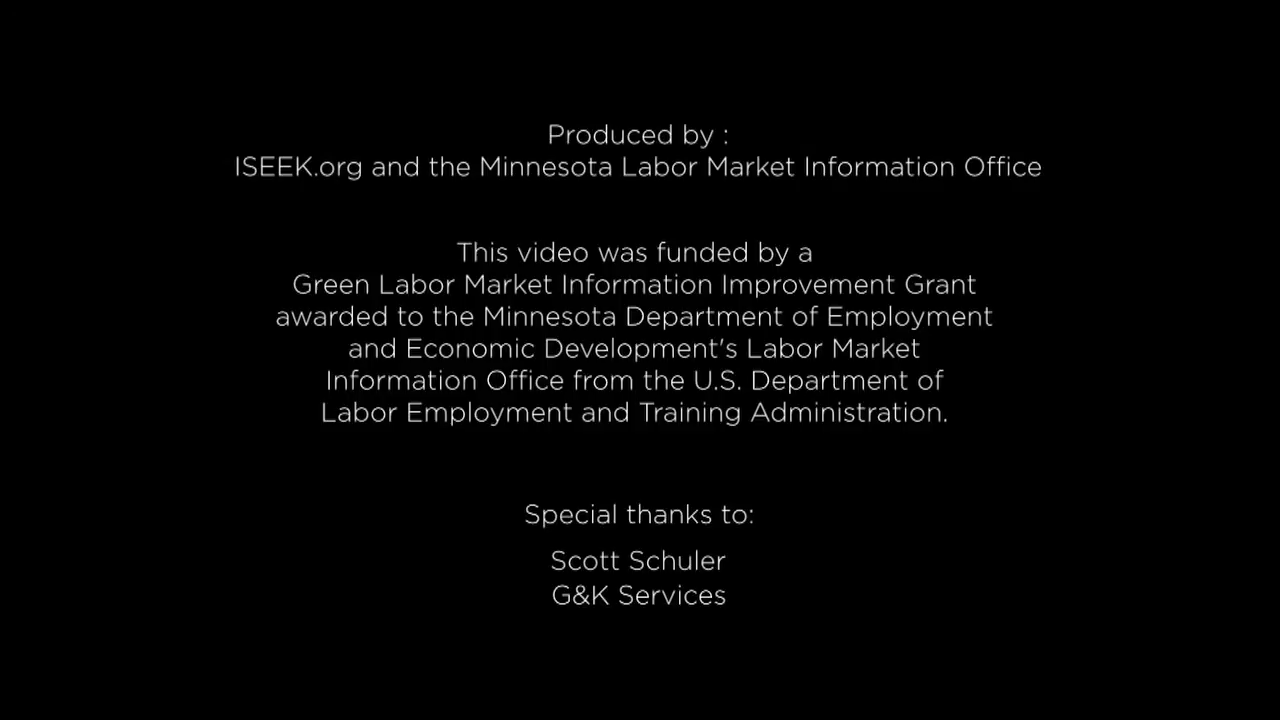 Produced by :
ISEEK.org and the Minnesota Labor Market Information Office
This video was funded by a
Green Labor Market Information Improvement Grant
awarded to the Minnesota Department of Employment
and Economic Development's Labor Market
Information Office from the U.S. Department of
Labor Employment and Training Administration.
Special thanks to:
Scott Schuler
G&K Services